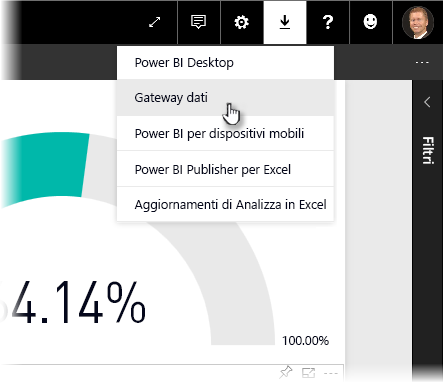 Power BI Desktop
Gateway dati
Power BI per dispositivi mobili
Power BI Publisher per Excel
Aggiornamenti di Analizza in Excel
Filtri
4.14%
100.00%